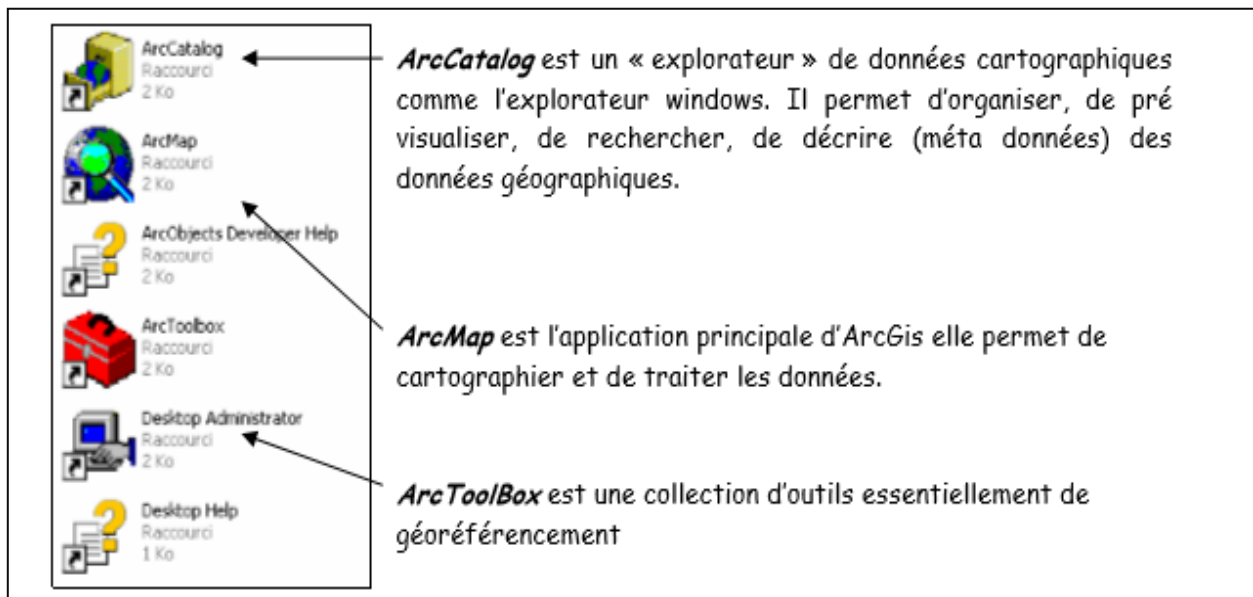 ArcCatalog
Raccourci
2 Ko
ArcMap
Raccourci
2 Ko
ArcObjects Developer Help
Raccourci
2 Ko
ArcToolbox
Raccourci
2 Ko
Desktop Administrator
Raccourci
2 Ko
Desktop Help
Raccourci
1 Ko
ArcCatalog est un « explorateur » de données cartographiques
comme l'explorateur windows. Il permet d'organiser, de pré
visualiser, de rechercher, de décrire (méta données) des
données géographiques.
ArcMap est l'application principale d'ArcGis elle permet de
cartographier et de traiter les données.
ArcToolBox est une collection d'outils essentiellement de
géoréférencement